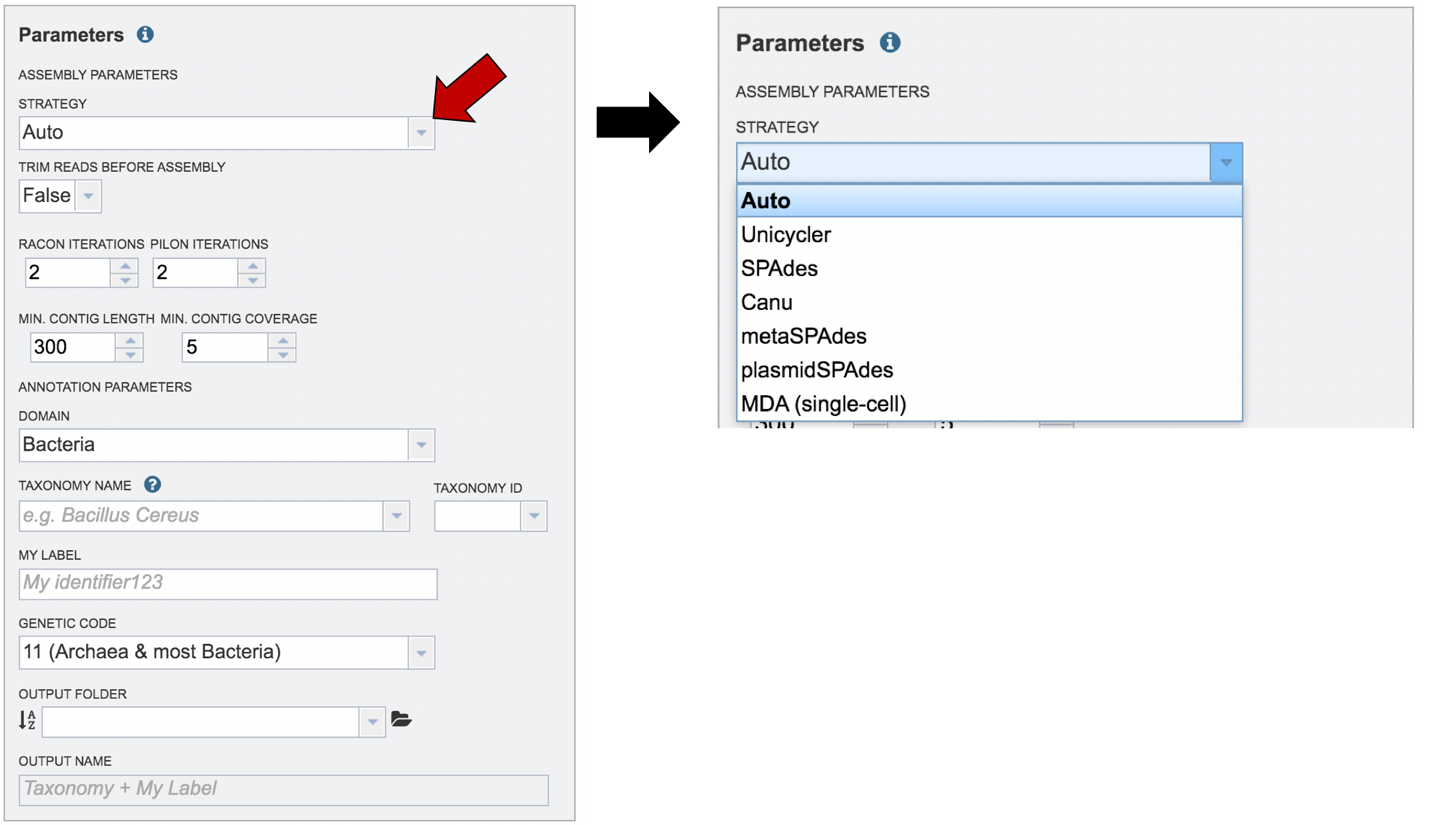 Parameters
ASSEMBLY PARAMETERS
STRATEGY
Auto
TRIM READS BEFORE ASSEMBLY
False
RACON ITERATIONS PILON ITERATIONS
2 2
MIN. CONTIG LENGTH MIN. CONTIG COVERAGE
300 5
ANNOTATION PARAMETERS
DOMAIN
Bacteria
TAXONOMY NAME TAXONOMY ID
e.g. Bacillus Cereus
MY LABEL
My identifier123
GENETIC CODE
11 (Archaea & most Bacteria)
OUTPUT FOLDER
A
Z
OUTPUT NAME
Taxonomy + My Label
Parameters
ASSEMBLY PARAMETERS
STRATEGY
Auto
Auto
Unicycler
SPAdes
Canu
metaSPAdes
plasmidSPAdes
MDA (single-cell)
300 5